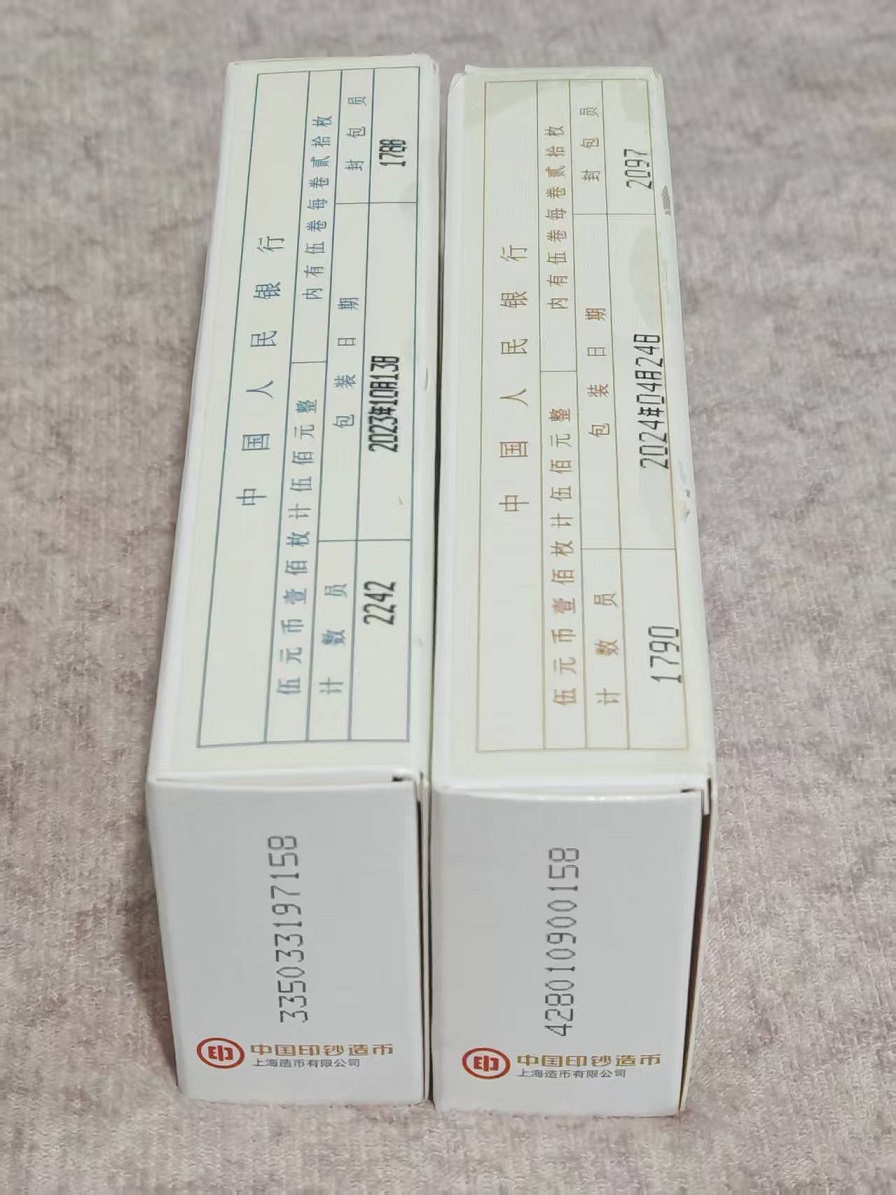 中国人民银行
伍元币壹佰枚计伍佰元整
内有伍卷每卷贰拾枚
计数员
包装日期
封包员
2242
2023年10月13日
1788
335033197158
中国印钞造币
上海造币有限公司
中国人民银行
伍元币壹佰枚计伍佰元整
内有伍卷每卷贰拾枚
计数员
包装日期
封包员
1790
2024年04月24日
2097
428010900158
中国印钞造币
上海造币有限公司